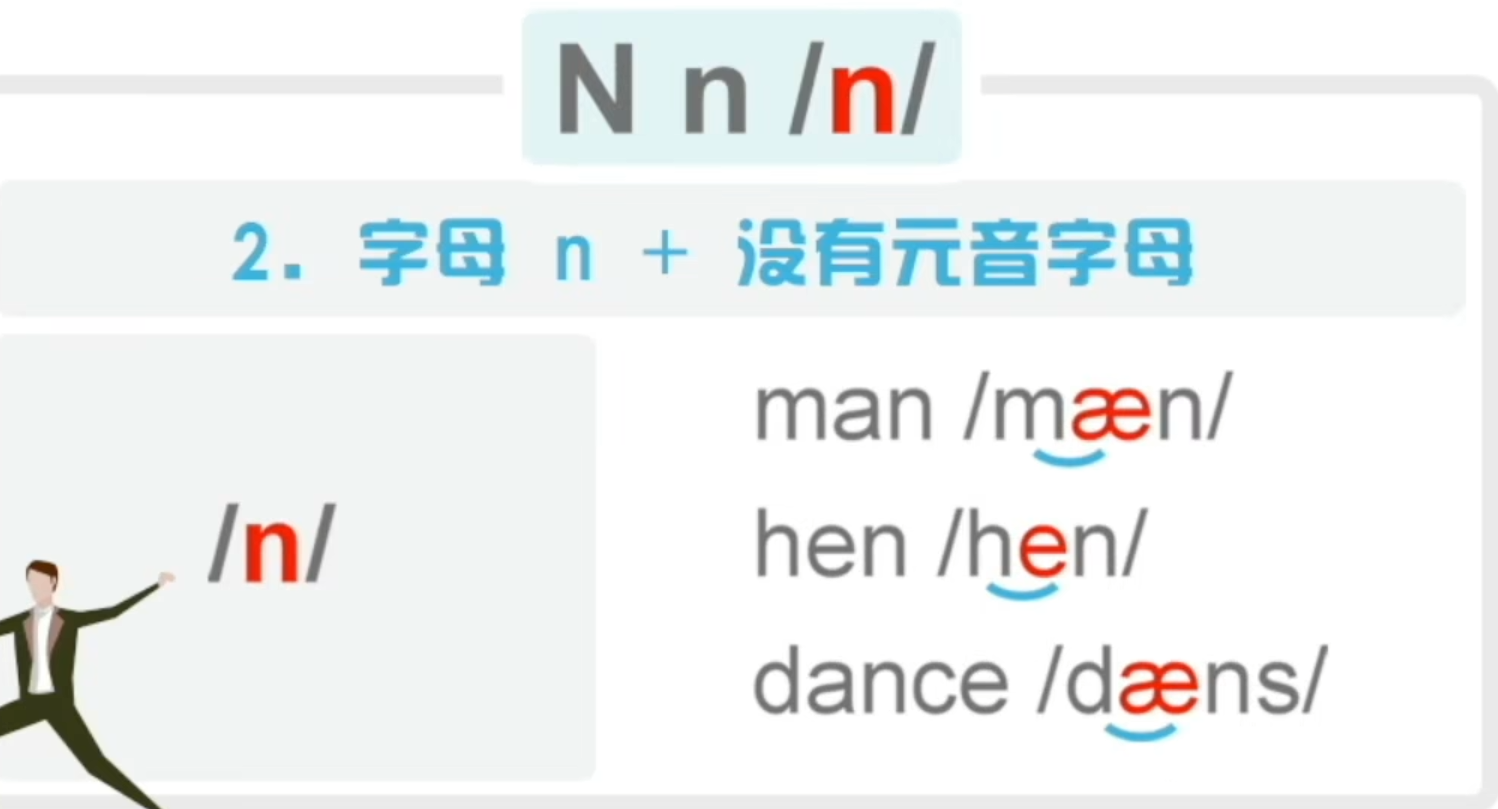 N n /n/
2. 字母 n + 没有元音字母
/n/
man /mæn/
hen /hen/
dance /dæns/